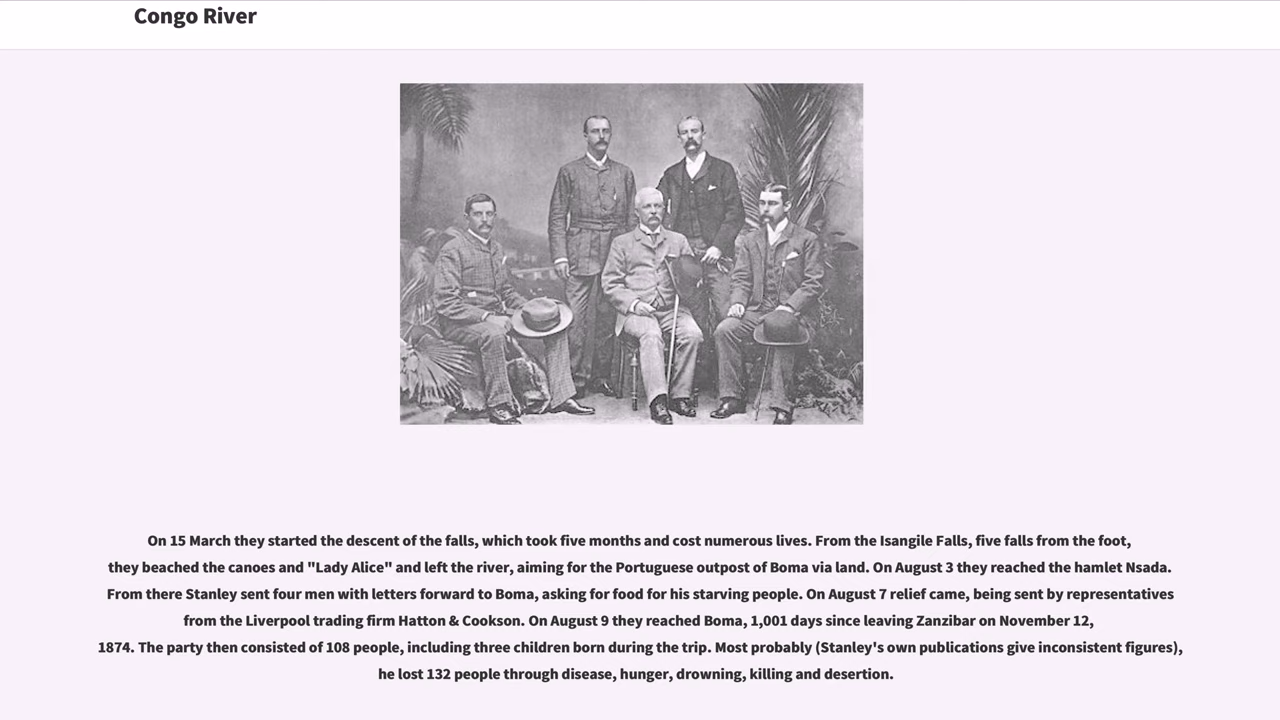 Congo River
On 15 March they started the descent of the falls, which took five months and cost numerous lives. From the Isangile Falls, five falls from the foot,
they beached the canoes and "Lady Alice" and left the river, aiming for the Portuguese outpost of Boma via land. On August 3 they reached the hamlet Nsada.
From there Stanley sent four men with letters forward to Boma, asking for food for his starving people. On August 7 relief came, being sent by representatives
from the Liverpool trading firm Hatton & Cookson. On August 9 they reached Boma, 1,001 days since leaving Zanzibar on November 12,
1874. The party then consisted of 108 people, including three children born during the trip. Most probably (Stanley's own publications give inconsistent figures),
he lost 132 people through disease, hunger, drowning, killing and desertion.